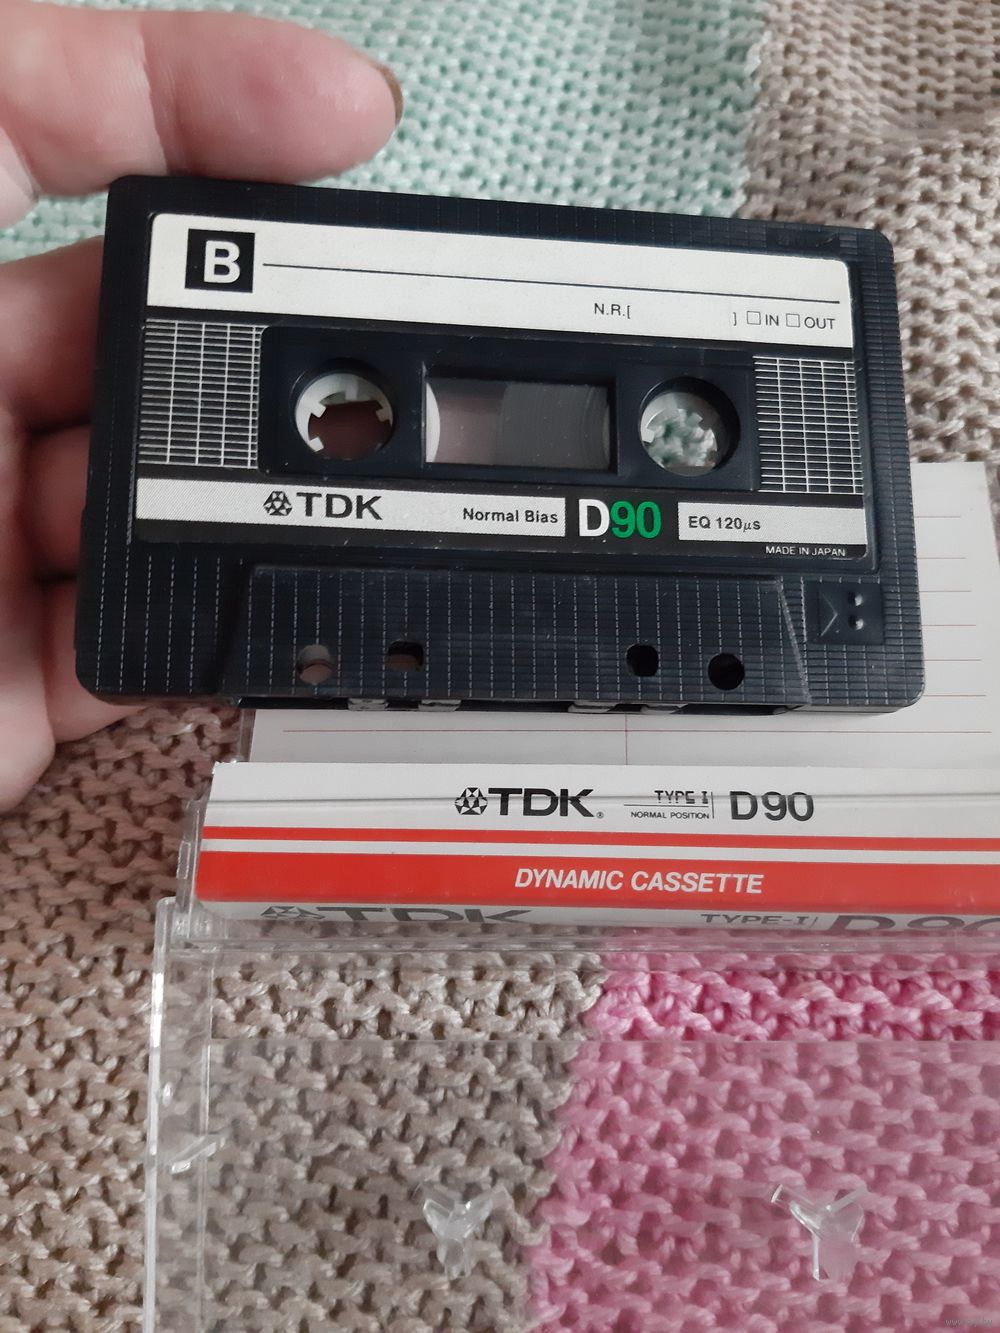 B
N.R.[ ] □ IN □ OUT
TDK Normal Bias D90 EQ 120µs
MADE IN JAPAN
TDK® TYPE I D90
NORMAL POSITION
DYNAMIC CASSETTE
TDK TYPE-I D90